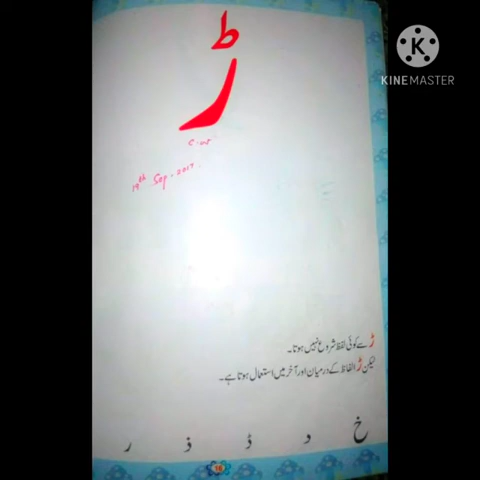 KINEMASTER
ڑ
c.w
19th Sep. 2017
ڑ سے کوئی لفظ شروع نہیں ہوتا۔
لیکن ڑ الفاظ کے درمیان اور آخر میں استعمال ہوتا ہے۔
خ د ڈ ذ ر
16